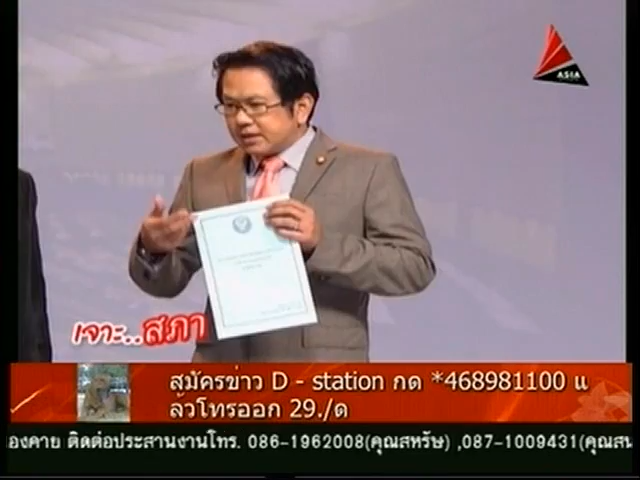 ASIA
เจาะ..สภา
สมัครข่าว D - station กด *468981100 แ
ล้วโทรออก 29./ด
องคาย ติดต่อประสานงานโทร. 086-1962008(คุณสหรัษ) ,087-1009431(คุณสน